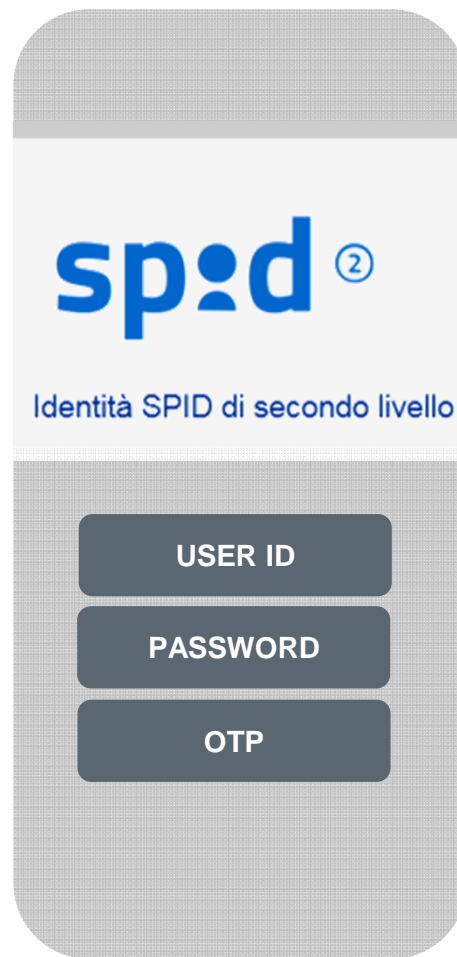 spid 2
Identità SPID di secondo livello
USER ID
PASSWORD
OTP